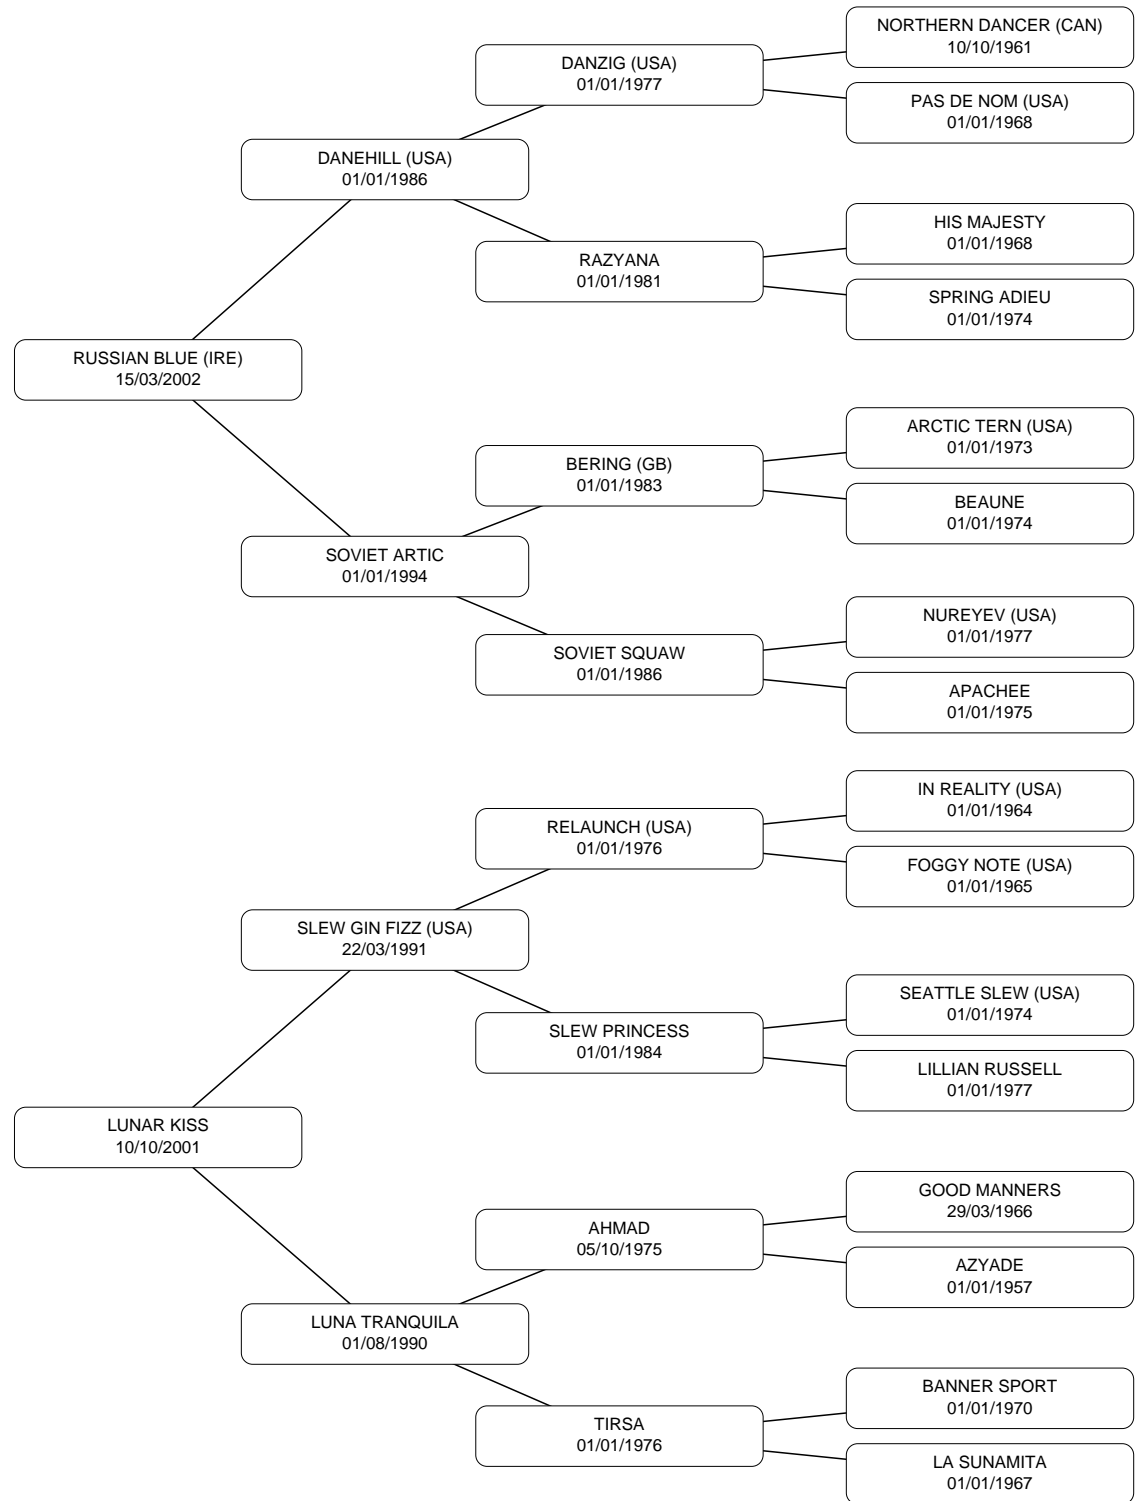 NORTHERN DANCER (CAN)
10/10/1961
DANZIG (USA)
01/01/1977
PAS DE NOM (USA)
01/01/1968
DANEHILL (USA)
01/01/1986
HIS MAJESTY
01/01/1968
RAZYANA
01/01/1981
SPRING ADIEU
01/01/1974
RUSSIAN BLUE (IRE)
15/03/2002
ARCTIC TERN (USA)
01/01/1973
BERING (GB)
01/01/1983
BEAUNE
01/01/1974
SOVIET ARTIC
01/01/1994
NUREYEV (USA)
01/01/1977
SOVIET SQUAW
01/01/1986
APACHEE
01/01/1975
IN REALITY (USA)
01/01/1964
RELAUNCH (USA)
01/01/1976
FOGGY NOTE (USA)
01/01/1965
SLEW GIN FIZZ (USA)
22/03/1991
SEATTLE SLEW (USA)
01/01/1974
SLEW PRINCESS
01/01/1984
LILLIAN RUSSELL
01/01/1977
LUNAR KISS
10/10/2001
GOOD MANNERS
29/03/1966
AHMAD
05/10/1975
AZYADE
01/01/1957
LUNA TRANQUILA
01/08/1990
BANNER SPORT
01/01/1970
TIRSA
01/01/1976
LA SUNAMITA
01/01/1967